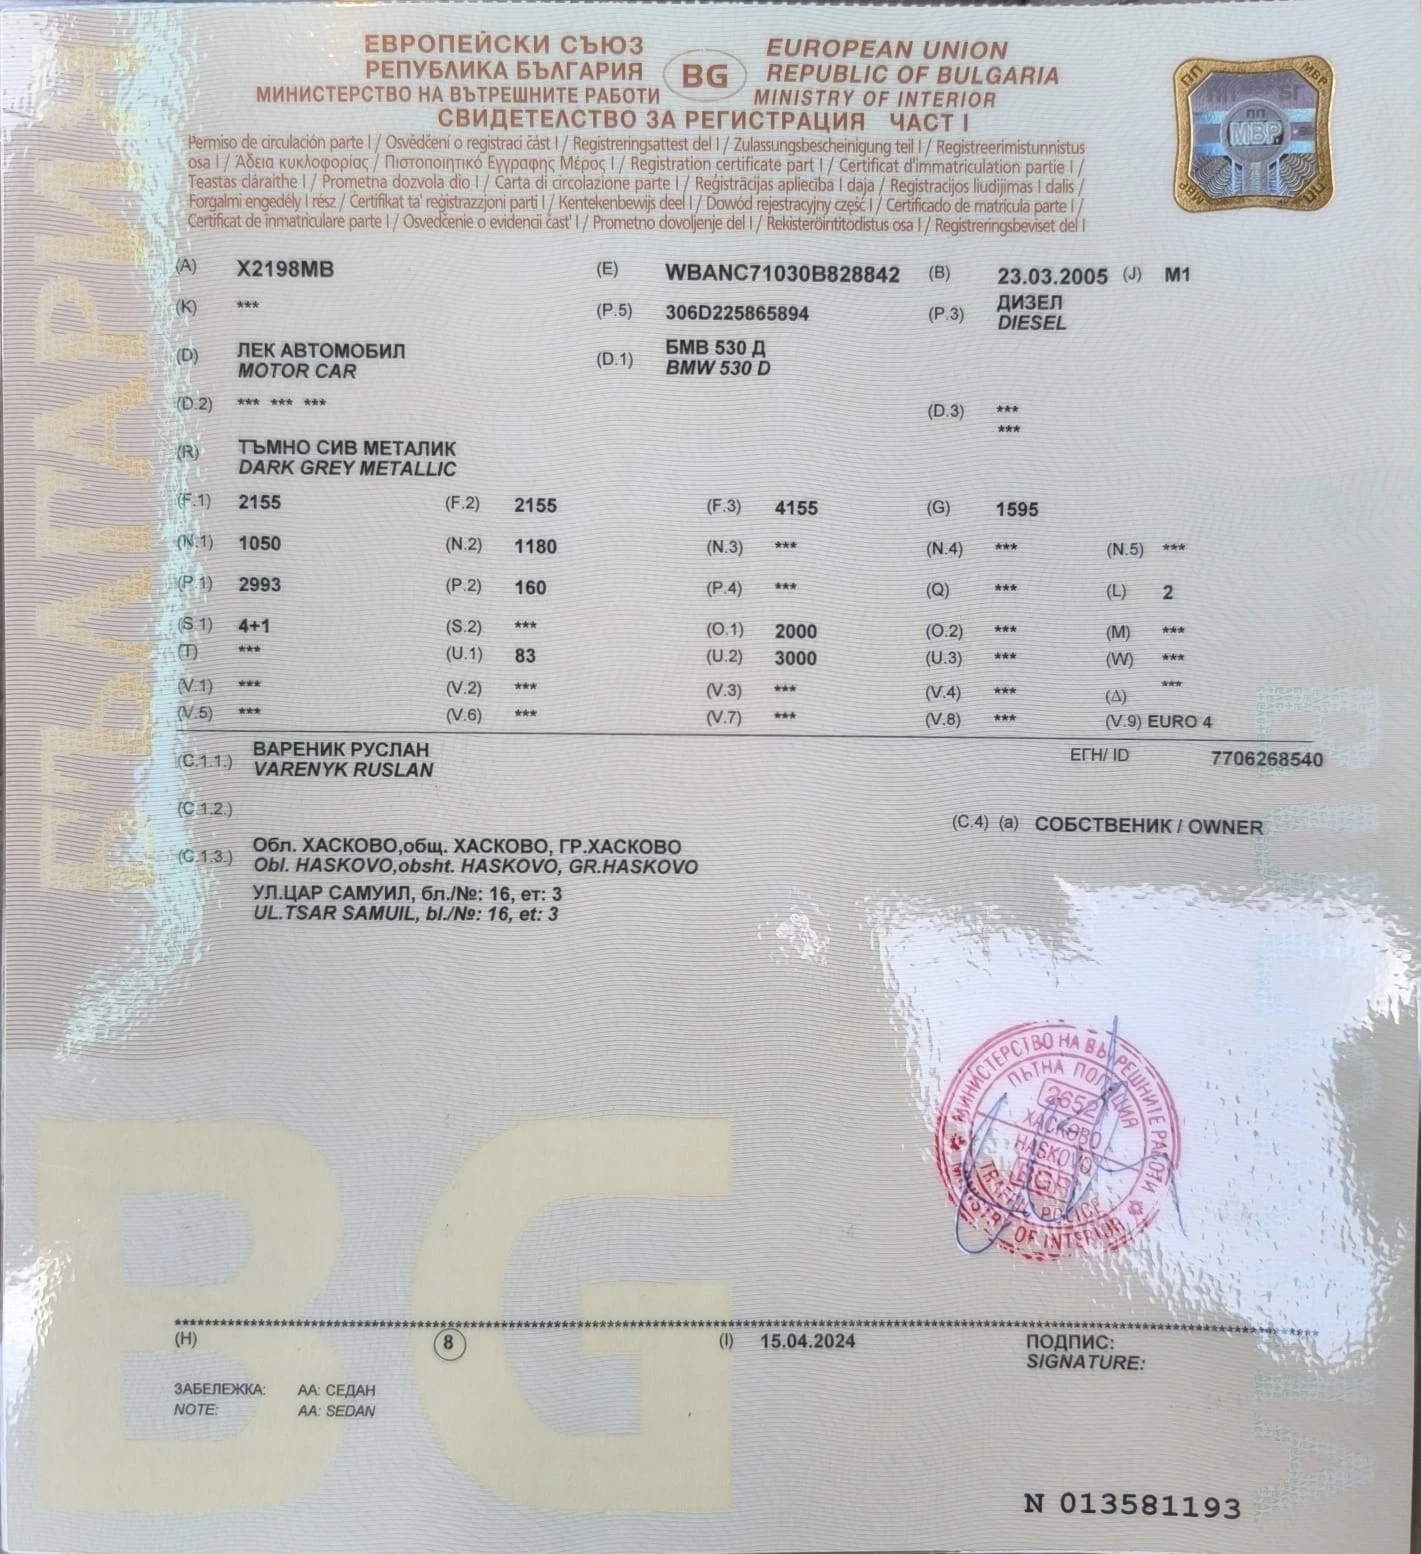 ЕВРОПЕЙСКИ СЪЮЗ
РЕПУБЛИКА БЪЛГАРИЯ
МИНИСТЕРСТВО НА ВЪТРЕШНИТЕ РАБОТИ
BG
EUROPEAN UNION
REPUBLIC OF BULGARIA
MINISTRY OF INTERIOR
СВИДЕТЕЛСТВО ЗА РЕГИСТРАЦИЯ ЧАСТ I
Permiso de circulación parte I / Osvědčení o registraci část I / Registreringsattest del I / Zulassungsbescheinigung teil I / Registreerimistunnistus
osa I / Άδεια κυκλοφορίας / Πιστοποιητικό Εγγραφης Μέρος I / Registration certificate part I / Certificat d'immatriculation partie I /
Teastas cláraithe I / Prometna dozvola dio I / Carta di circolazione parte I / Reģistrācijas apliecība I daja / Registracijos liudijimas I dalis /
Forgalmi engedély I rész / Certifikat ta' reġistrazzjoni parti I / Kentekenbewijs deel I / Dowód rejestracyjny część I / Certificado de matrícula parte I /
Certificat de înmatriculare parte I / Osvedčenie o evidencii časť I / Prometno dovoljenje del I / Rekisteröintitodistus osa I / Registreringsbeviset del I
ПП МВР
(A) X2198MB (E) WBANC71030B828842 (B) 23.03.2005 (J) M1
(K) *** (P.5) 306D225865894 (P.3) ДИЗЕЛ
DIESEL
(D) ЛЕК АВТОМОБИЛ (D.1) БМВ 530 Д
MOTOR CAR BMW 530 D
(D.2) *** *** *** (D.3) ***
***
(R) ТЪМНО СИВ МЕТАЛИК
DARK GREY METALLIC
(F.1) 2155 (F.2) 2155 (F.3) 4155 (G) 1595
(N.1) 1050 (N.2) 1180 (N.3) *** (N.4) *** (N.5) ***
(P.1) 2993 (P.2) 160 (P.4) *** (Q) *** (L) 2
(S.1) 4+1 (S.2) *** (O.1) 2000 (O.2) *** (M) ***
(T) *** (U.1) 83 (U.2) 3000 (U.3) *** (W) ***
(V.1) *** (V.2) *** (V.3) *** (V.4) *** (Δ) ***
(V.5) *** (V.6) *** (V.7) *** (V.8) *** (V.9) EURO 4
(C.1.1.) ВАРЕНИК РУСЛАН ЕГН/ ID 7706268540
VARENYK RUSLAN
(C.1.2.)
(C.4) (a) СОБСТВЕНИК / OWNER
(C.1.3.) Обл. ХАСКОВО,общ. ХАСКОВО, ГР.ХАСКОВО
Obl. HASKOVO,obsht. HASKOVO, GR.HASKOVO
УЛ.ЦАР САМУИЛ, бл./№: 16, ет: 3
UL.TSAR SAMUIL, bl./№: 16, et: 3
МИНИСТЕРСТВО НА ВЪТРЕШНИТЕ РАБОТИ
ПЪТНА ПОЛИЦИЯ
2652
ХАСКОВО
HASKOVO
TRAFFIC POLICE
MINISTRY OF INTERIOR
BG
(H) 8 (I) 15.04.2024 ПОДПИС:
SIGNATURE:
ЗАБЕЛЕЖКА: АА: СЕДАН
NOTE: AA: SEDAN
N 013581193